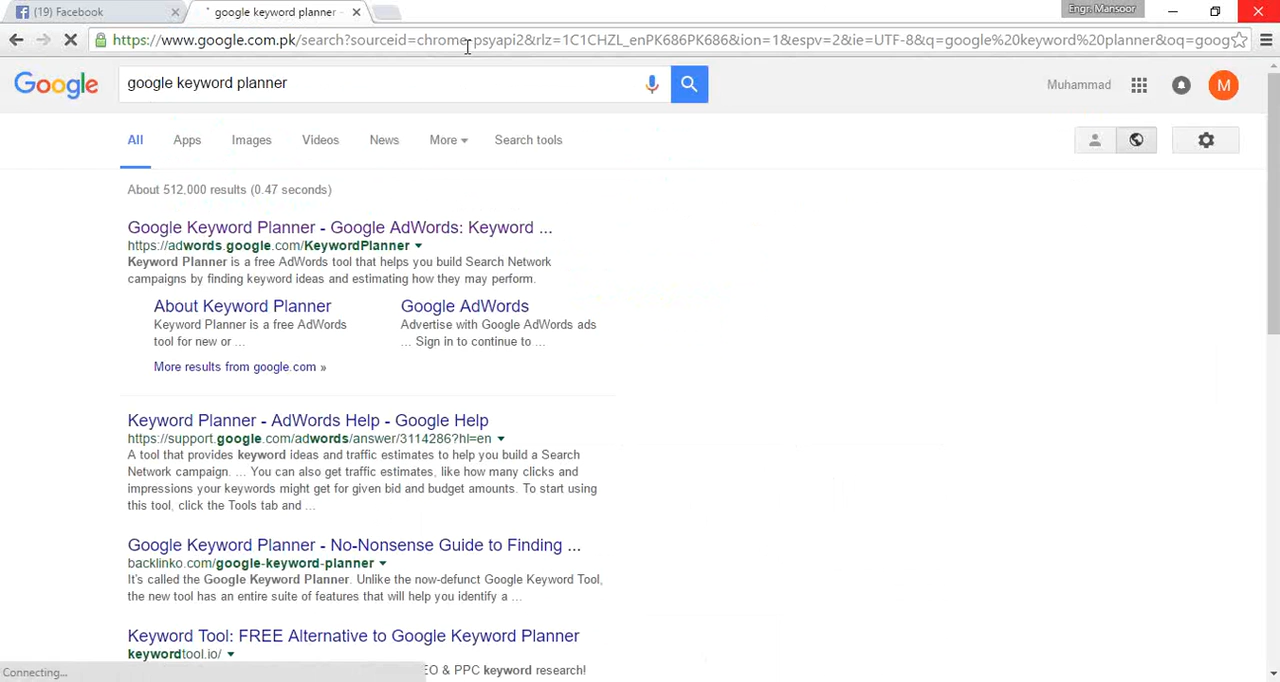 (19) Facebook
google keyword planner -
Engr. Mansoor
https://www.google.com.pk/search?sourceid=chrome-psyapi2&rlz=1C1CHZL_enPK686PK686&ion=1&espv=2&ie=UTF-8&q=google%20keyword%20planner&oq=goog
Google
google keyword planner
Muhammad
M
All
Apps
Images
Videos
News
More
Search tools
About 512,000 results (0.47 seconds)
Google Keyword Planner - Google AdWords: Keyword ...
https://adwords.google.com/KeywordPlanner
Keyword Planner is a free AdWords tool that helps you build Search Network
campaigns by finding keyword ideas and estimating how they may perform.
About Keyword Planner
Keyword Planner is a free AdWords
tool for new or ...
Google AdWords
Advertise with Google AdWords ads
... Sign in to continue to ...
More results from google.com »
Keyword Planner - AdWords Help - Google Help
https://support.google.com/adwords/answer/3114286?hl=en
A tool that provides keyword ideas and traffic estimates to help you build a Search
Network campaign. ... You can also get traffic estimates, like how many clicks and
impressions your keywords might get for given bid and budget amounts. To start using
this tool, click the Tools tab and ...
Google Keyword Planner - No-Nonsense Guide to Finding ...
backlinko.com/google-keyword-planner
It's called the Google Keyword Planner. Unlike the now-defunct Google Keyword Tool,
the new tool has an entire suite of features that will help you identify a ...
Keyword Tool: FREE Alternative to Google Keyword Planner
keywordtool.io/
EO & PPC keyword research!
Connecting...